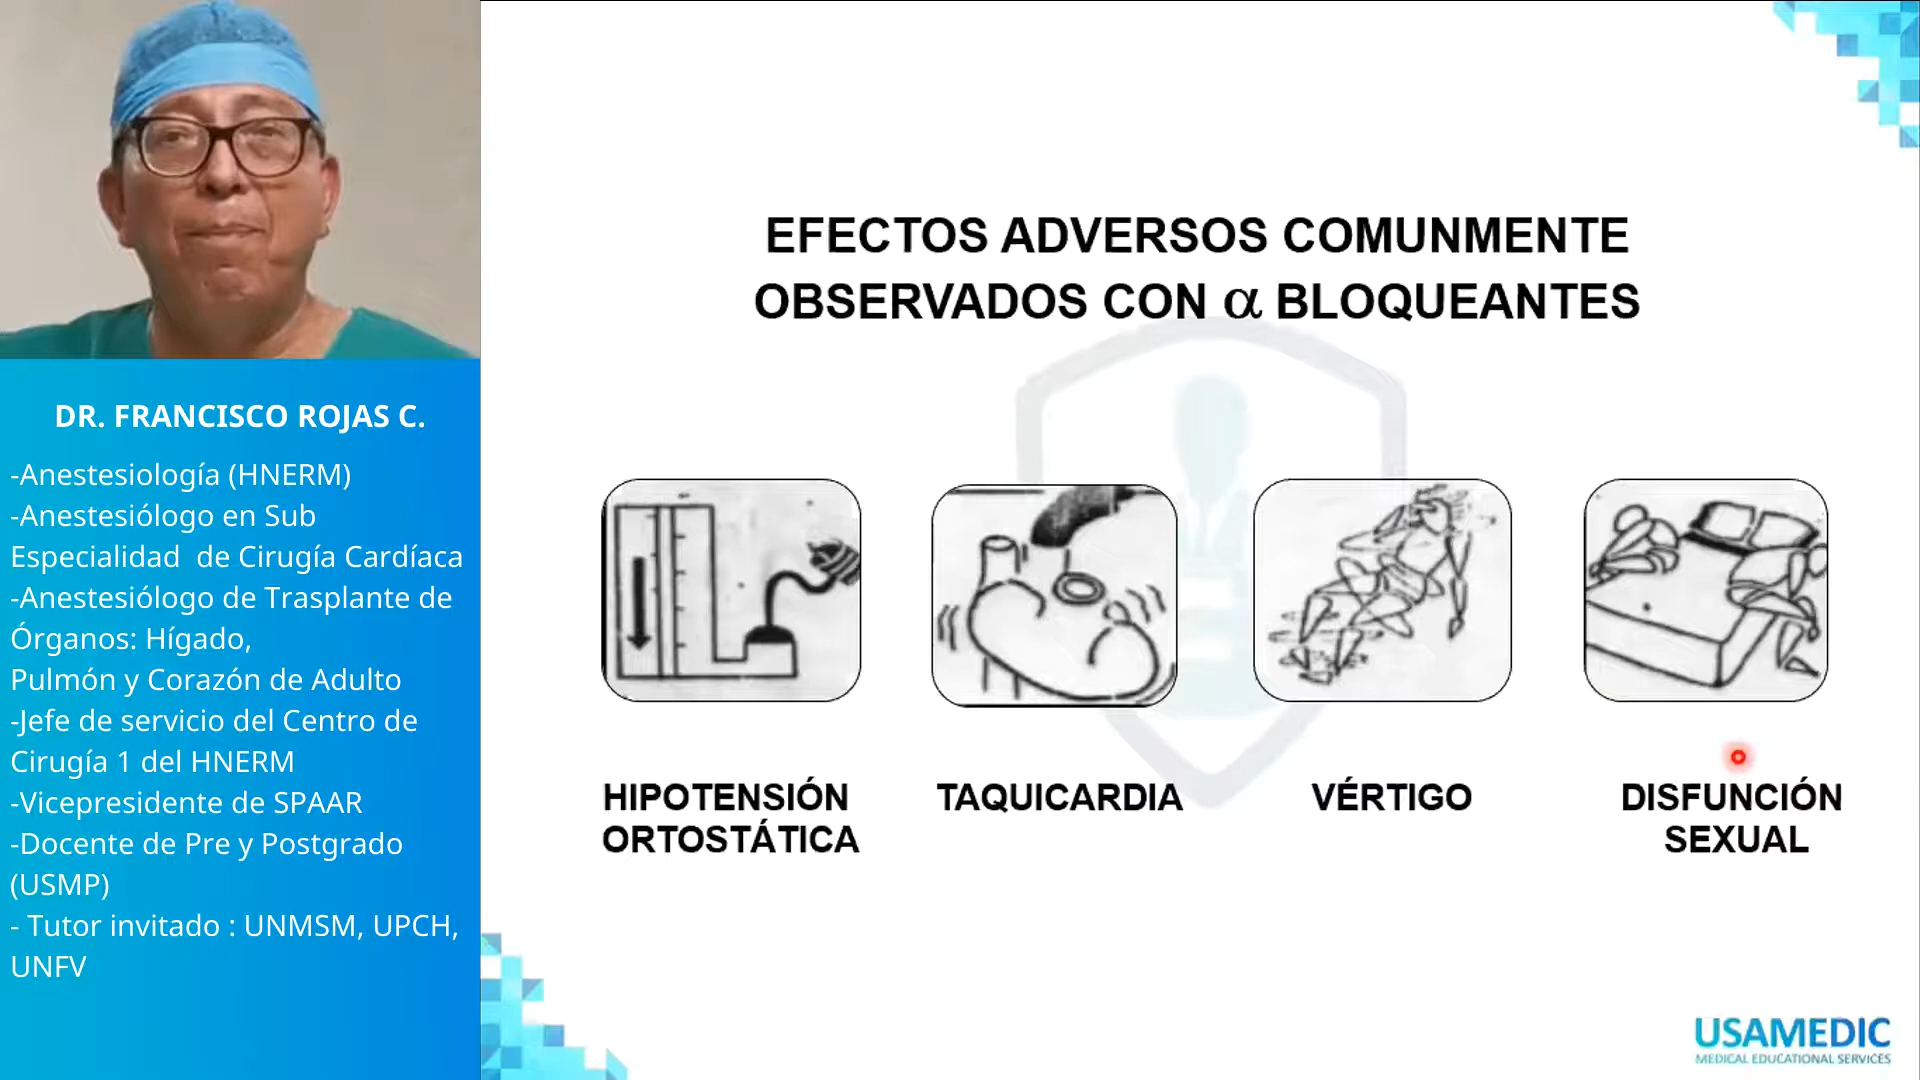 DR. FRANCISCO ROJAS C.
-Anestesiología (HNERM)
-Anestesiólogo en Sub
Especialidad  de Cirugía Cardíaca
-Anestesiólogo de Trasplante de
Órganos: Hígado,
Pulmón y Corazón de Adulto
-Jefe de servicio del Centro de
Cirugía 1 del HNERM
-Vicepresidente de SPAAR
-Docente de Pre y Postgrado
(USMP)
- Tutor invitado : UNMSM, UPCH,
UNFV
EFECTOS ADVERSOS COMUNMENTE
OBSERVADOS CON α BLOQUEANTES
HIPOTENSIÓN
ORTOSTÁTICA
TAQUICARDIA
VÉRTIGO
DISFUNCIÓN
SEXUAL
USAMEDIC
MEDICAL EDUCATIONAL SERVICES